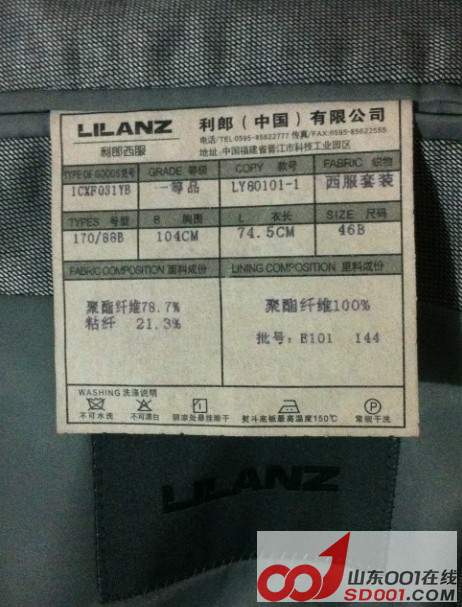 LILANZ 利郎（中国）有限公司
电话/TEL:0595-85622777 传真/FAX:0595-85622555
利郎西服 地址:中国福建省晋江市科技工业园区
TYPE OF GOODS 型号 GRADE 等级 COPY 款号 FABRIC 织物
1CXF031YB 一等品 LY80101-1 西服套装
TYPES 号型 B 胸围 L 衣长 SIZE 尺码
170/88B 104CM 74.5CM 46B
FABRIC COMPOSITION 面料成份 LINING COMPOSITION 里料成份
聚酯纤维78.7% 聚酯纤维100%
粘纤 21.3%
批号: E101 144
WASHING 洗涤说明
不可水洗 不可漂白 阴凉处悬挂晾干 熨斗底板最高温度150℃ 常规干洗
LILANZ
001 山东001在线
SD001.COM